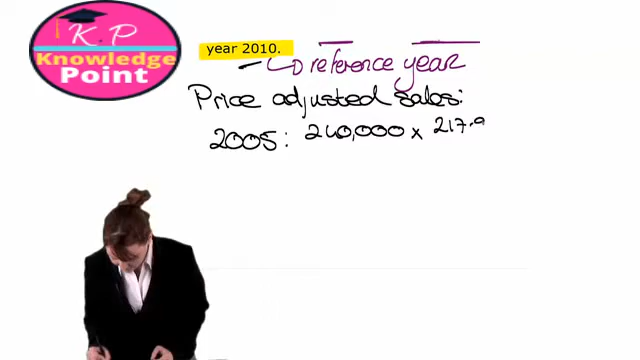 K.P
Knowledge
Point
year 2010.
↳ reference year
Price adjusted sales:
2005: 240,000 × 217.9